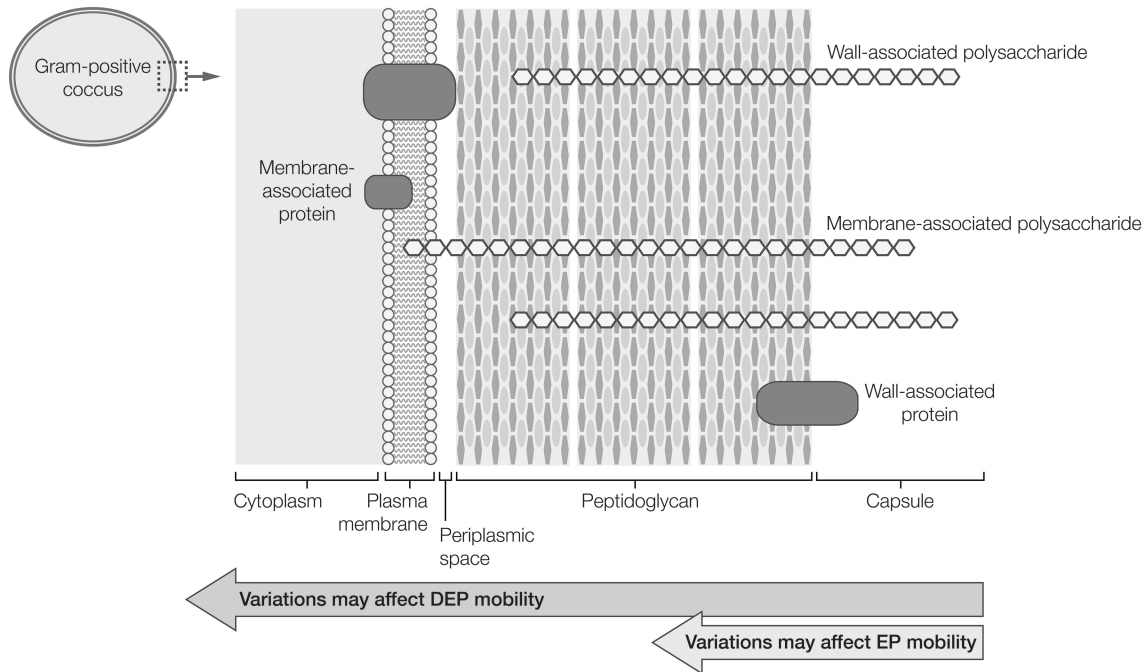 Gram-positive
coccus
Wall-associated polysaccharide
Membrane-
associated
protein
Membrane-associated polysaccharide
Wall-associated
protein
Cytoplasm
Plasma
membrane
Periplasmic
space
Peptidoglycan
Capsule
Variations may affect DEP mobility
Variations may affect EP mobility